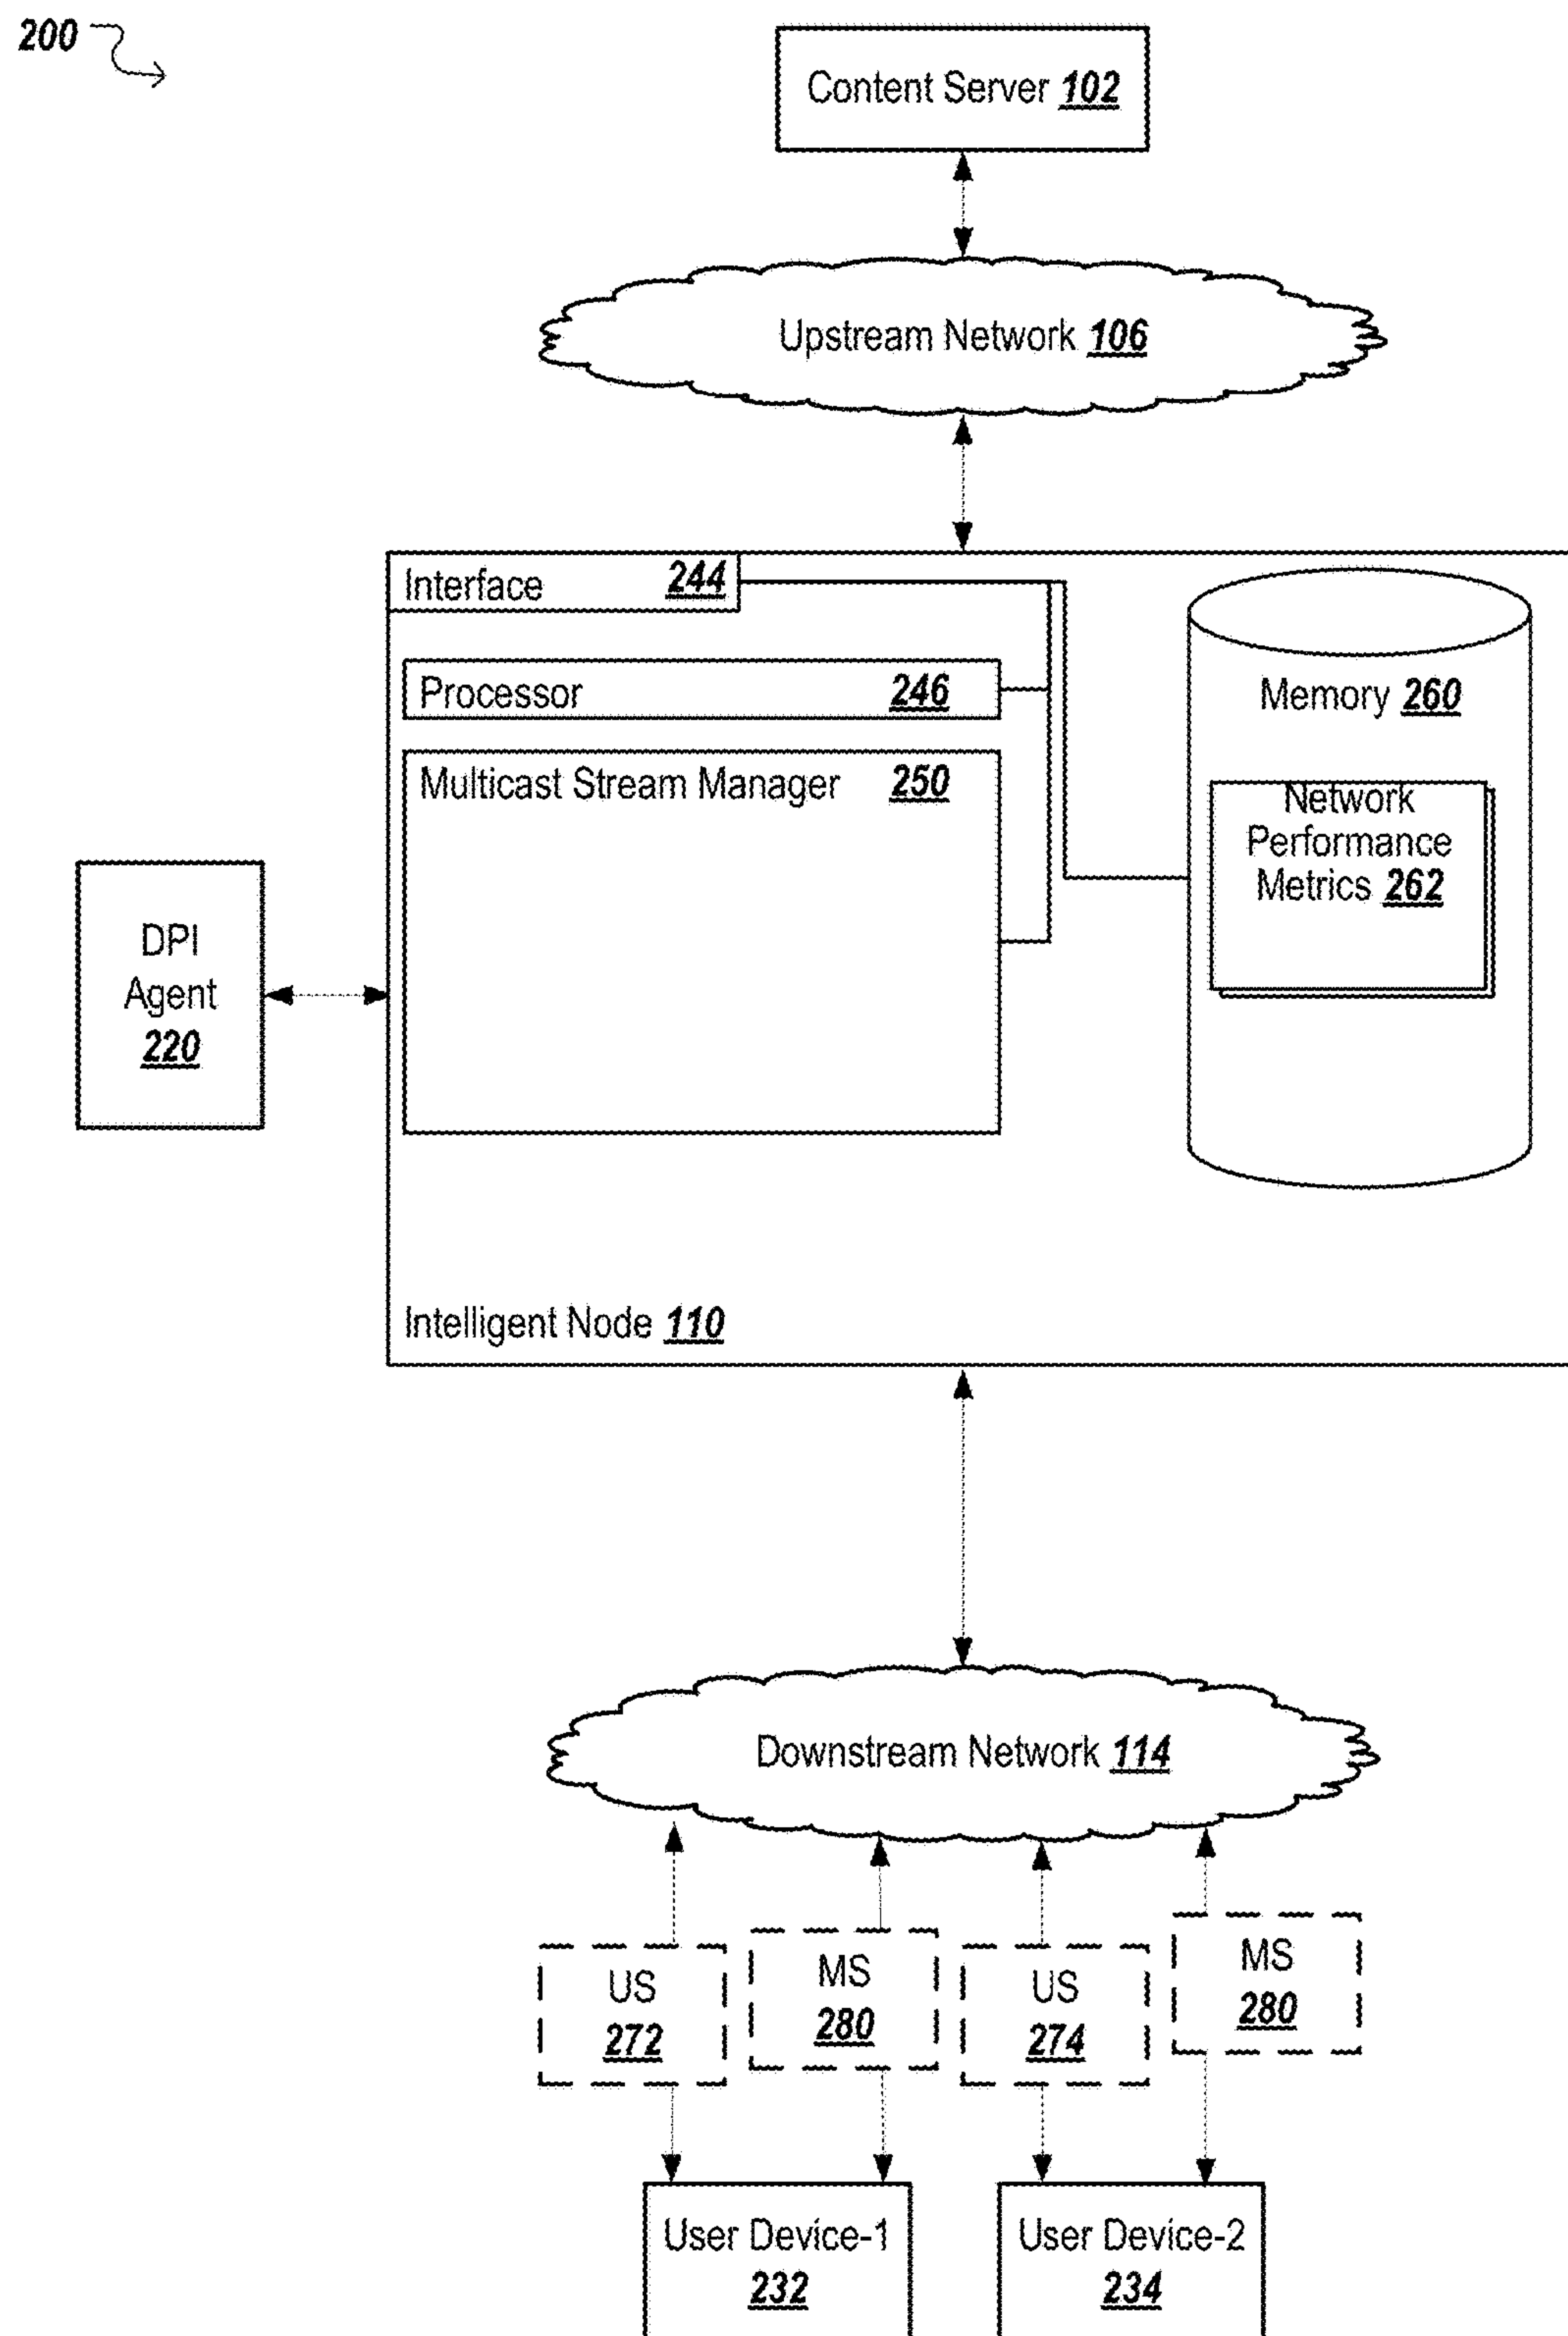 200
Content Server 102
Upstream Network 106
Interface 244
Processor 246
Multicast Stream Manager 250
Memory 260
Network
Performance
Metrics 262
DPI
Agent
220
Intelligent Node 110
Downstream Network 114
US
272
MS
280
US
274
MS
280
User Device-1
232
User Device-2
234